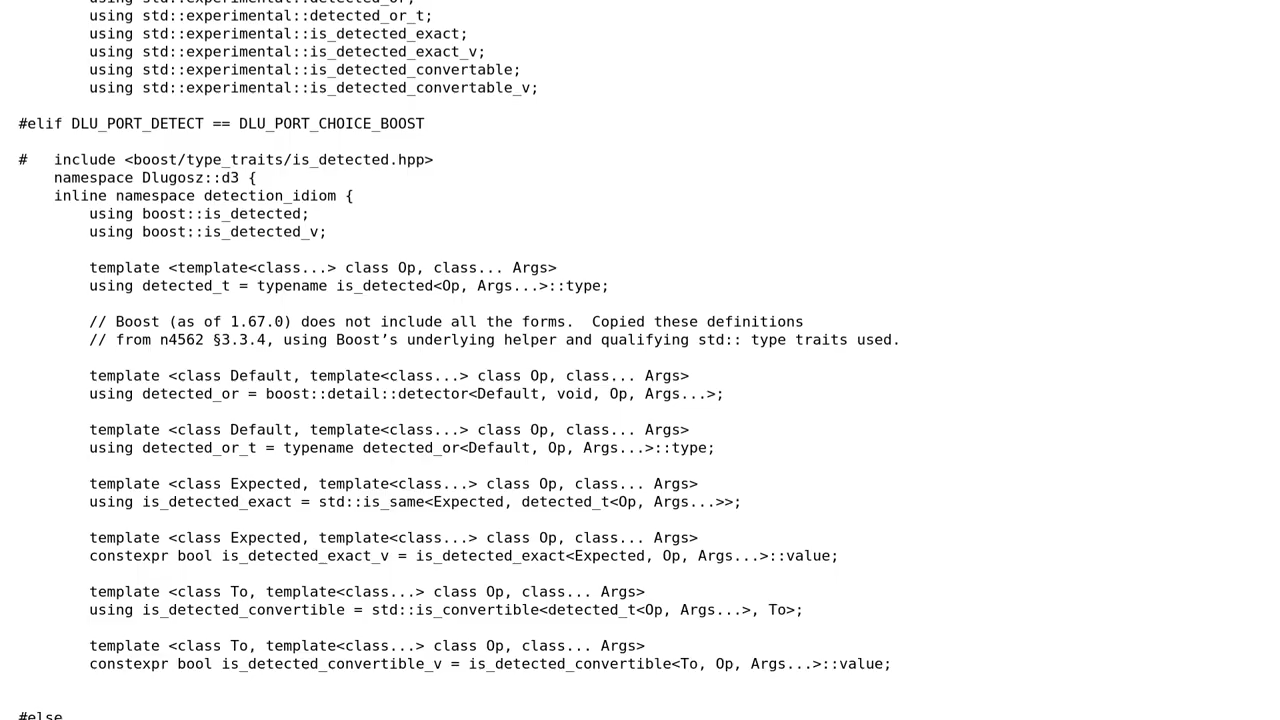 using std::experimental::detected_or;
using std::experimental::detected_or_t;
using std::experimental::is_detected_exact;
using std::experimental::is_detected_exact_v;
using std::experimental::is_detected_convertable;
using std::experimental::is_detected_convertable_v;
#elif DLU_PORT_DETECT == DLU_PORT_CHOICE_BOOST
#   include <boost/type_traits/is_detected.hpp>
namespace Dlugosz::d3 {
inline namespace detection_idiom {
using boost::is_detected;
using boost::is_detected_v;
template <template<class...> class Op, class... Args>
using detected_t = typename is_detected<Op, Args...>::type;
// Boost (as of 1.67.0) does not include all the forms.  Copied these definitions
// from n4562 §3.3.4, using Boost’s underlying helper and qualifying std:: type traits used.
template <class Default, template<class...> class Op, class... Args>
using detected_or = boost::detail::detector<Default, void, Op, Args...>;
template <class Default, template<class...> class Op, class... Args>
using detected_or_t = typename detected_or<Default, Op, Args...>::type;
template <class Expected, template<class...> class Op, class... Args>
using is_detected_exact = std::is_same<Expected, detected_t<Op, Args...>>;
template <class Expected, template<class...> class Op, class... Args>
constexpr bool is_detected_exact_v = is_detected_exact<Expected, Op, Args...>::value;
template <class To, template<class...> class Op, class... Args>
using is_detected_convertible = std::is_convertible<detected_t<Op, Args...>, To>;
template <class To, template<class...> class Op, class... Args>
constexpr bool is_detected_convertible_v = is_detected_convertible<To, Op, Args...>::value;
#else